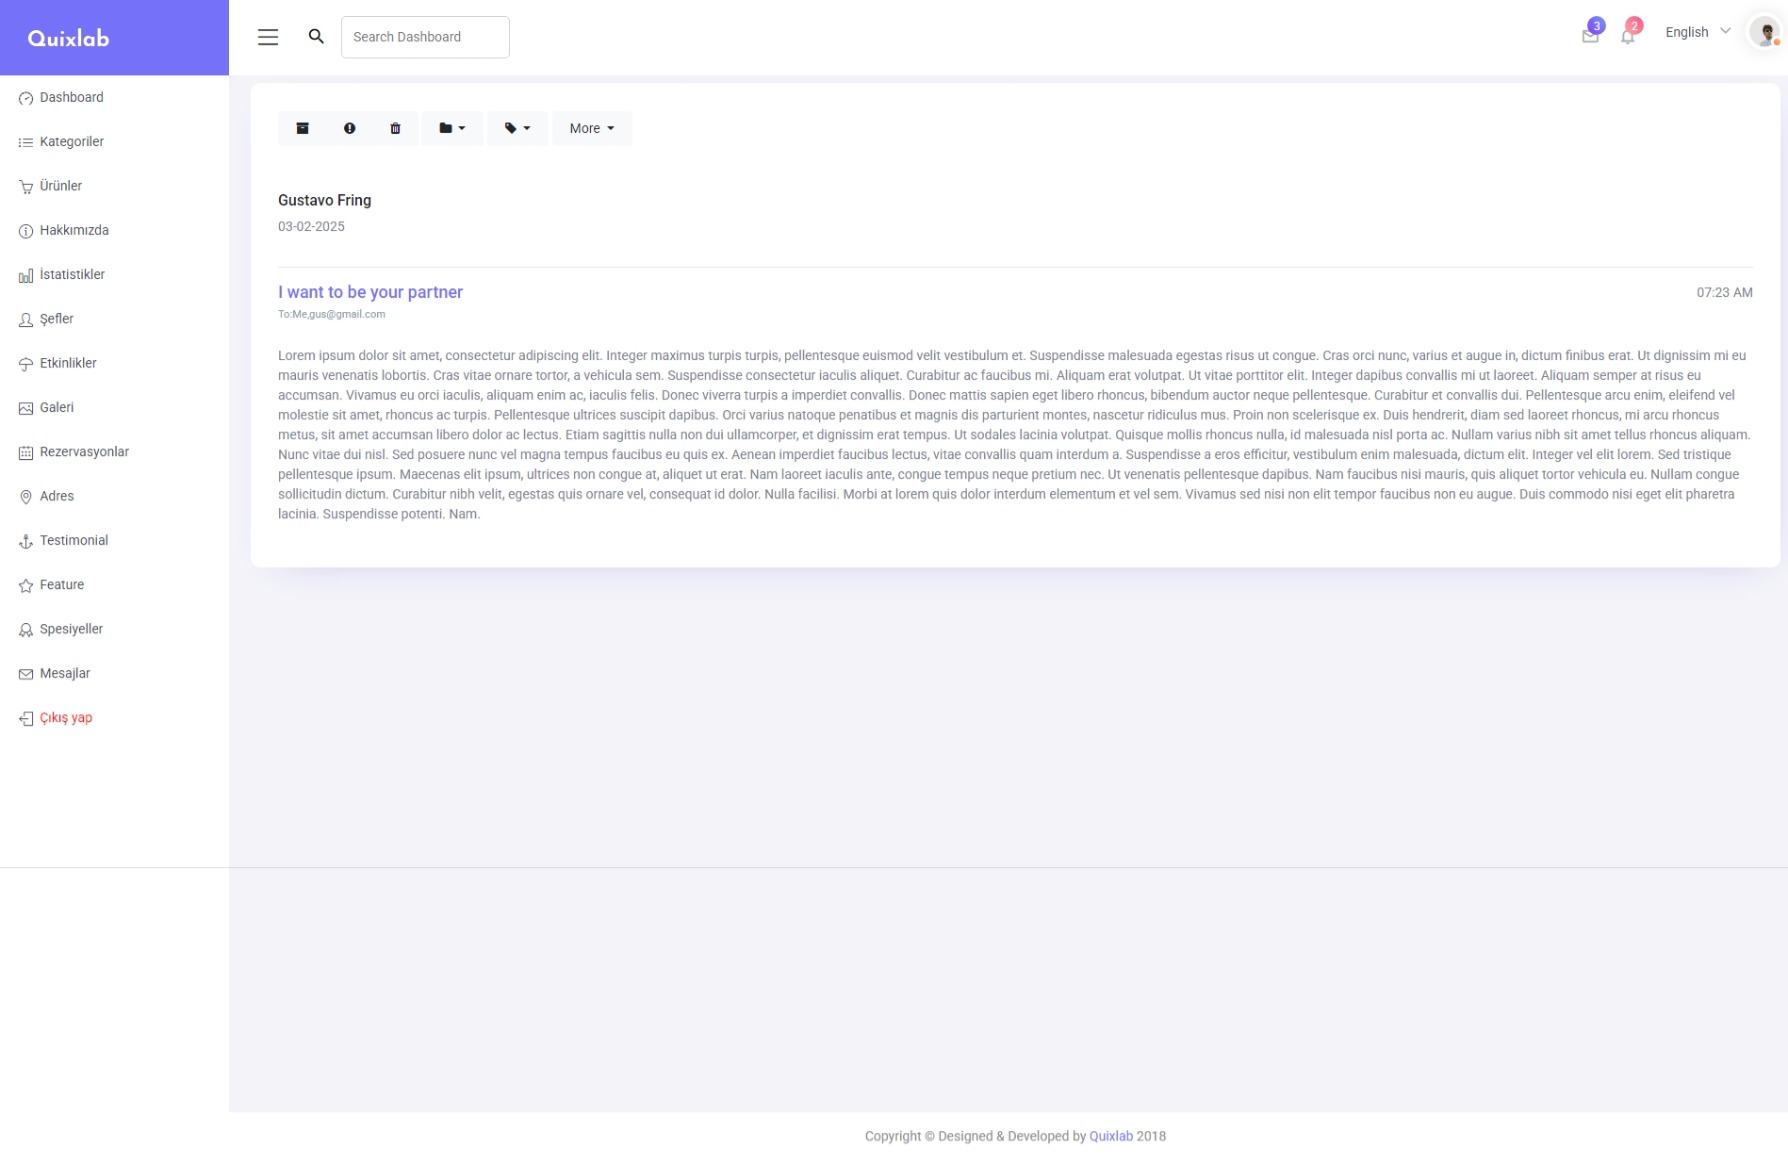 Quixlab
Search Dashboard
3
2
English
Dashboard
Kategoriler
Ürünler
Hakkımızda
İstatistikler
Şefler
Etkinlikler
Galeri
Rezervasyonlar
Adres
Testimonial
Feature
Spesiyeller
Mesajlar
Çıkış yap
More
Gustavo Fring
03-02-2025
I want to be your partner
07:23 AM
To:Me,gus@gmail.com
Lorem ipsum dolor sit amet, consectetur adipiscing elit. Integer maximus turpis turpis, pellentesque euismod velit vestibulum et. Suspendisse malesuada egestas risus ut congue. Cras orci nunc, varius et augue in, dictum finibus erat. Ut dignissim mi eu
mauris venenatis lobortis. Cras vitae ornare tortor, a vehicula sem. Suspendisse consectetur iaculis aliquet. Curabitur ac faucibus mi. Aliquam erat volutpat. Ut vitae porttitor elit. Integer dapibus convallis mi ut laoreet. Aliquam semper at risus eu
accumsan. Vivamus eu orci iaculis, aliquam enim ac, iaculis felis. Donec viverra turpis a imperdiet convallis. Donec mattis sapien eget libero rhoncus, bibendum auctor neque pellentesque. Curabitur et convallis dui. Pellentesque arcu enim, eleifend vel
molestie sit amet, rhoncus ac turpis. Pellentesque ultrices suscipit dapibus. Orci varius natoque penatibus et magnis dis parturient montes, nascetur ridiculus mus. Proin non scelerisque ex. Duis hendrerit, diam sed laoreet rhoncus, mi arcu rhoncus
metus, sit amet accumsan libero dolor ac lectus. Etiam sagittis nulla non dui ullamcorper, et dignissim erat tempus. Ut sodales lacinia volutpat. Quisque mollis rhoncus nulla, id malesuada nisl porta ac. Nullam varius nibh sit amet tellus rhoncus aliquam.
Nunc vitae dui nisl. Sed posuere nunc vel magna tempus faucibus eu quis ex. Aenean imperdiet faucibus lectus, vitae convallis quam interdum a. Suspendisse a eros efficitur, vestibulum enim malesuada, dictum elit. Integer vel elit lorem. Sed tristique
pellentesque ipsum. Maecenas elit ipsum, ultrices non congue at, aliquet ut erat. Nam laoreet iaculis ante, congue tempus neque pretium nec. Ut venenatis pellentesque dapibus. Nam faucibus nisi mauris, quis aliquet tortor vehicula eu. Nullam congue
sollicitudin dictum. Curabitur nibh velit, egestas quis ornare vel, consequat id dolor. Nulla facilisi. Morbi at lorem quis dolor interdum elementum et vel sem. Vivamus sed nisi non elit tempor faucibus non eu augue. Duis commodo nisi eget elit pharetra
lacinia. Suspendisse potenti. Nam.
Copyright © Designed & Developed by Quixlab 2018